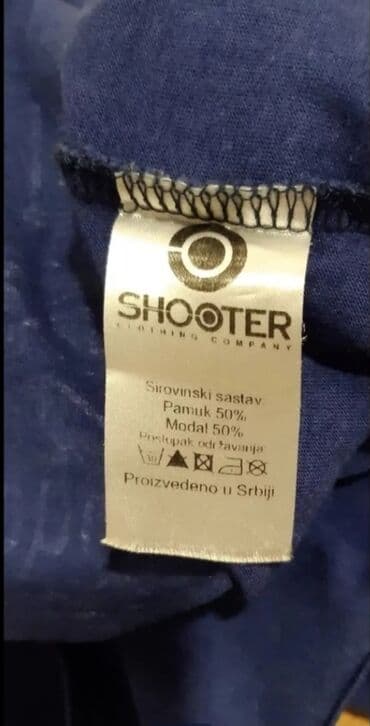 SHOOTER
CLOTHING COMPANY
Sirovinski sastav
Pamuk 50%
Modal 50%
Postupak održavanja
Proizvedeno u Srbiji